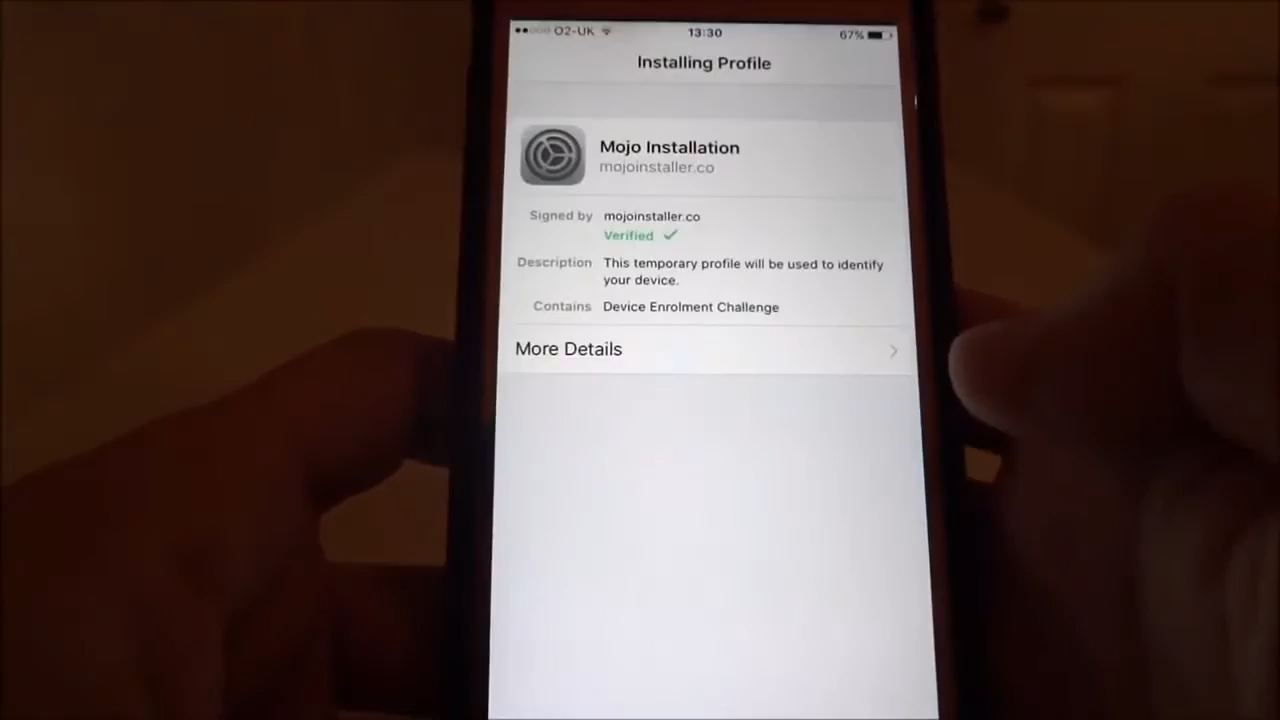 O2-UK 13:30 67%
Installing Profile
Mojo Installation
mojoinstaller.co
Signed by mojoinstaller.co
Verified ✓
Description This temporary profile will be used to identify
your device.
Contains Device Enrolment Challenge
More Details